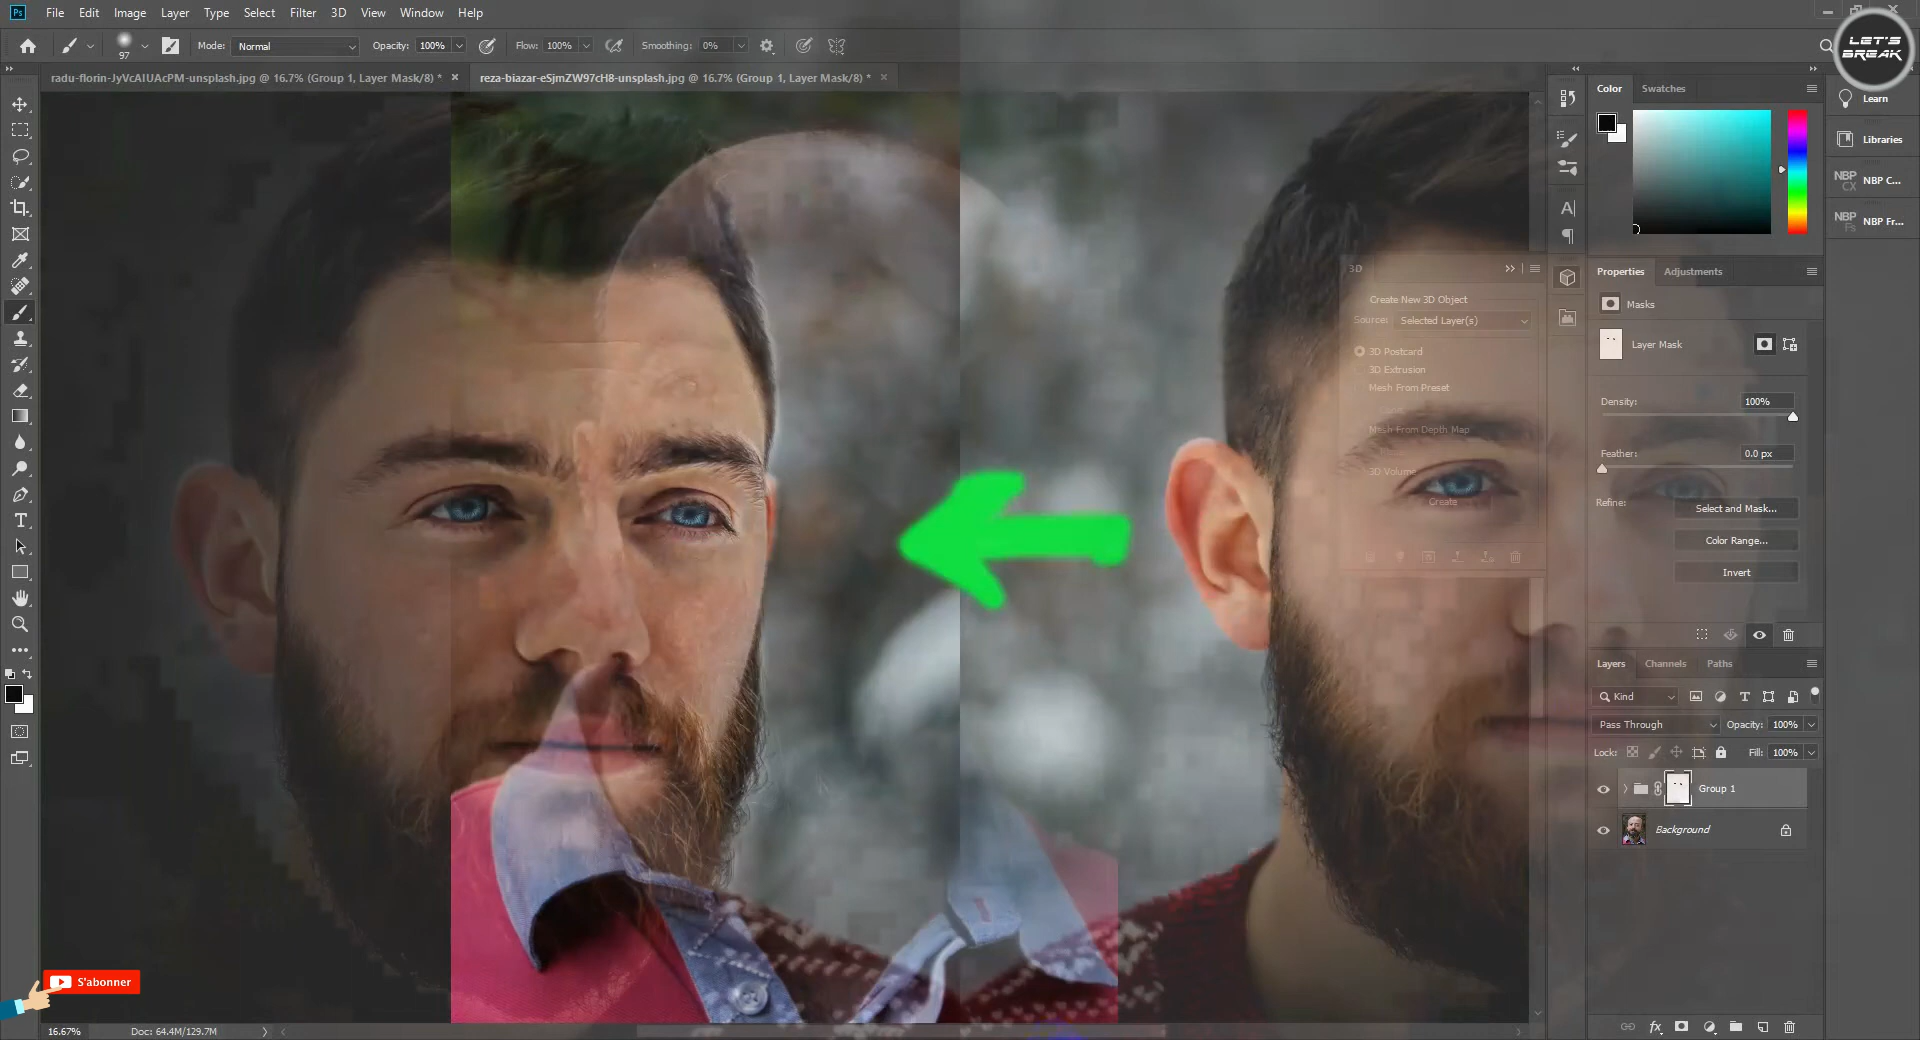 Ps File Edit Image Layer Type Select Filter 3D View Window Help
97 Mode: Normal Opacity: 100% Flow: 100% Smoothing: 0%
LET'S BREAK
radu-florin-JyVcAIUAcPM-unsplash.jpg @ 16.7% (Group 1, Layer Mask/8) * × reza-biazar-eSjmZW97cH8-unsplash.jpg @ 16.7% (Group 1, Layer Mask/8) * ×
Color Swatches
Learn
Libraries
NBP CX NBP C...
NBP Fs NBP Fr...
3D
Create New 3D Object
Source: Selected Layer(s)
3D Postcard
3D Extrusion
Mesh From Preset
Mesh From Depth Map
3D Volume
Create
Properties Adjustments
Masks
Layer Mask
Density: 100%
Feather: 0.0 px
Refine: Select and Mask...
Color Range...
Invert
Layers Channels Paths
Kind
Pass Through Opacity: 100%
Lock: Fill: 100%
Group 1
Background
fx
S'abonner
16.67% Doc: 64.4M/129.7M